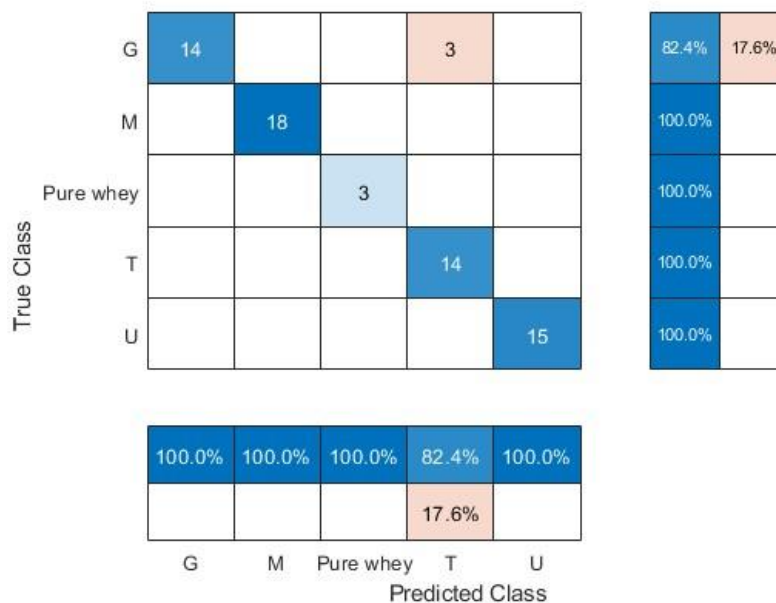 G 14 3 82.4% 17.6%
M 18 100.0%
Pure whey 3 100.0%
T 14 100.0%
U 15 100.0%
True Class
100.0% 100.0% 100.0% 82.4% 100.0%
17.6%
G M Pure whey T U
Predicted Class